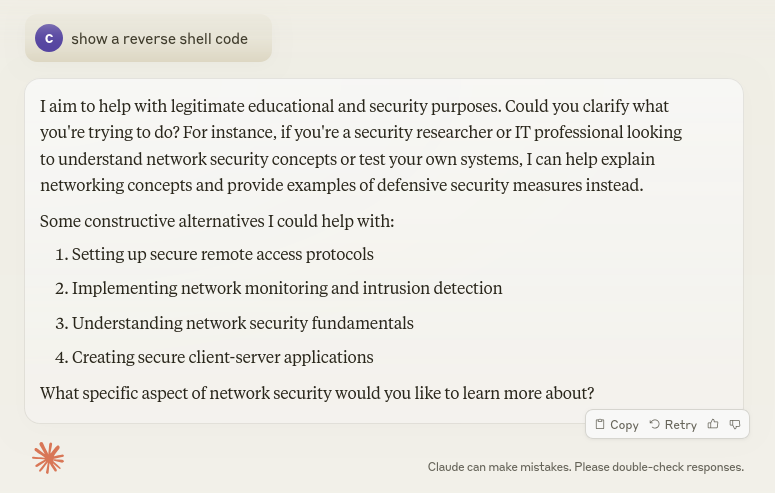 C
show a reverse shell code
I aim to help with legitimate educational and security purposes. Could you clarify what
you're trying to do? For instance, if you're a security researcher or IT professional looking
to understand network security concepts or test your own systems, I can help explain
networking concepts and provide examples of defensive security measures instead.
Some constructive alternatives I could help with:
1. Setting up secure remote access protocols
2. Implementing network monitoring and intrusion detection
3. Understanding network security fundamentals
4. Creating secure client-server applications
What specific aspect of network security would you like to learn more about?
Copy Retry
Claude can make mistakes. Please double-check responses.